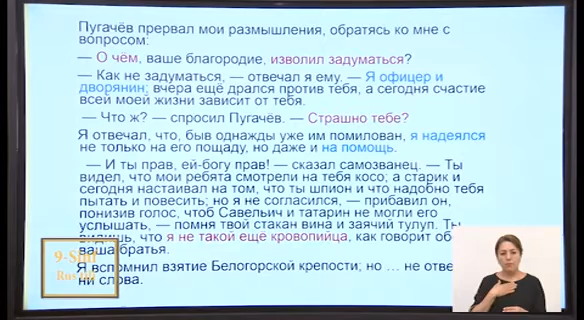 Пугачёв прервал мои размышления, обратясь ко мне с
вопросом:
— О чём, ваше благородие, изволил задуматься?
— Как не задуматься, — отвечал я ему. — Я офицер и
дворянин; вчера ещё дрался против тебя, а сегодня счастие
всей моей жизни зависит от тебя.
— Что ж? — спросил Пугачёв. — Страшно тебе?
Я отвечал, что, быв однажды уже им помилован, я надеялся
не только на его пощаду, но даже и на помощь.
— И ты прав, ей-богу прав! — сказал самозванец. — Ты
видел, что мои ребята смотрели на тебя косо; а старик и
сегодня настаивал на том, что ты шпион и что надобно тебя
пытать и повесить; но я не согласился, — прибавил он,
понизив голос, чтоб Савельич и татарин не могли его
услышать, — помня твой стакан вина и заячий тулуп. Ты
видишь, что я не такой ещё кровопийца, как говорит об
ваша братья.
Я вспомнил взятие Белогорской крепости; но … не отве
ни слова.
9-Sinf
Rus tili